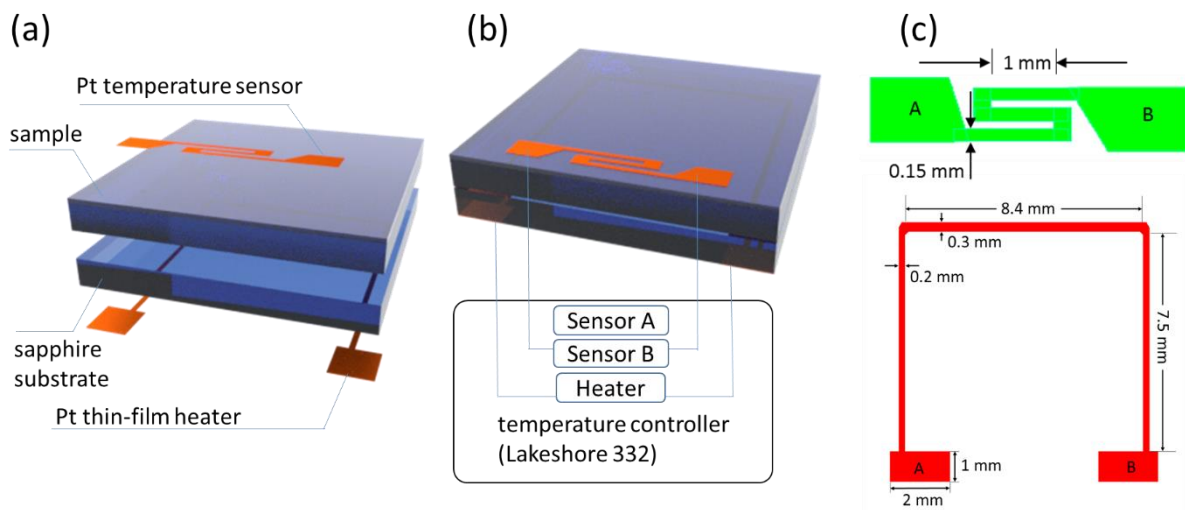 (a)
Pt temperature sensor
sample
sapphire
substrate
Pt thin-film heater
(b)
Sensor A
Sensor B
Heater
temperature controller
(Lakeshore 332)
(c)
1 mm
A
B
0.15 mm
8.4 mm
0.3 mm
0.2 mm
7.5 mm
A
B
1 mm
2 mm